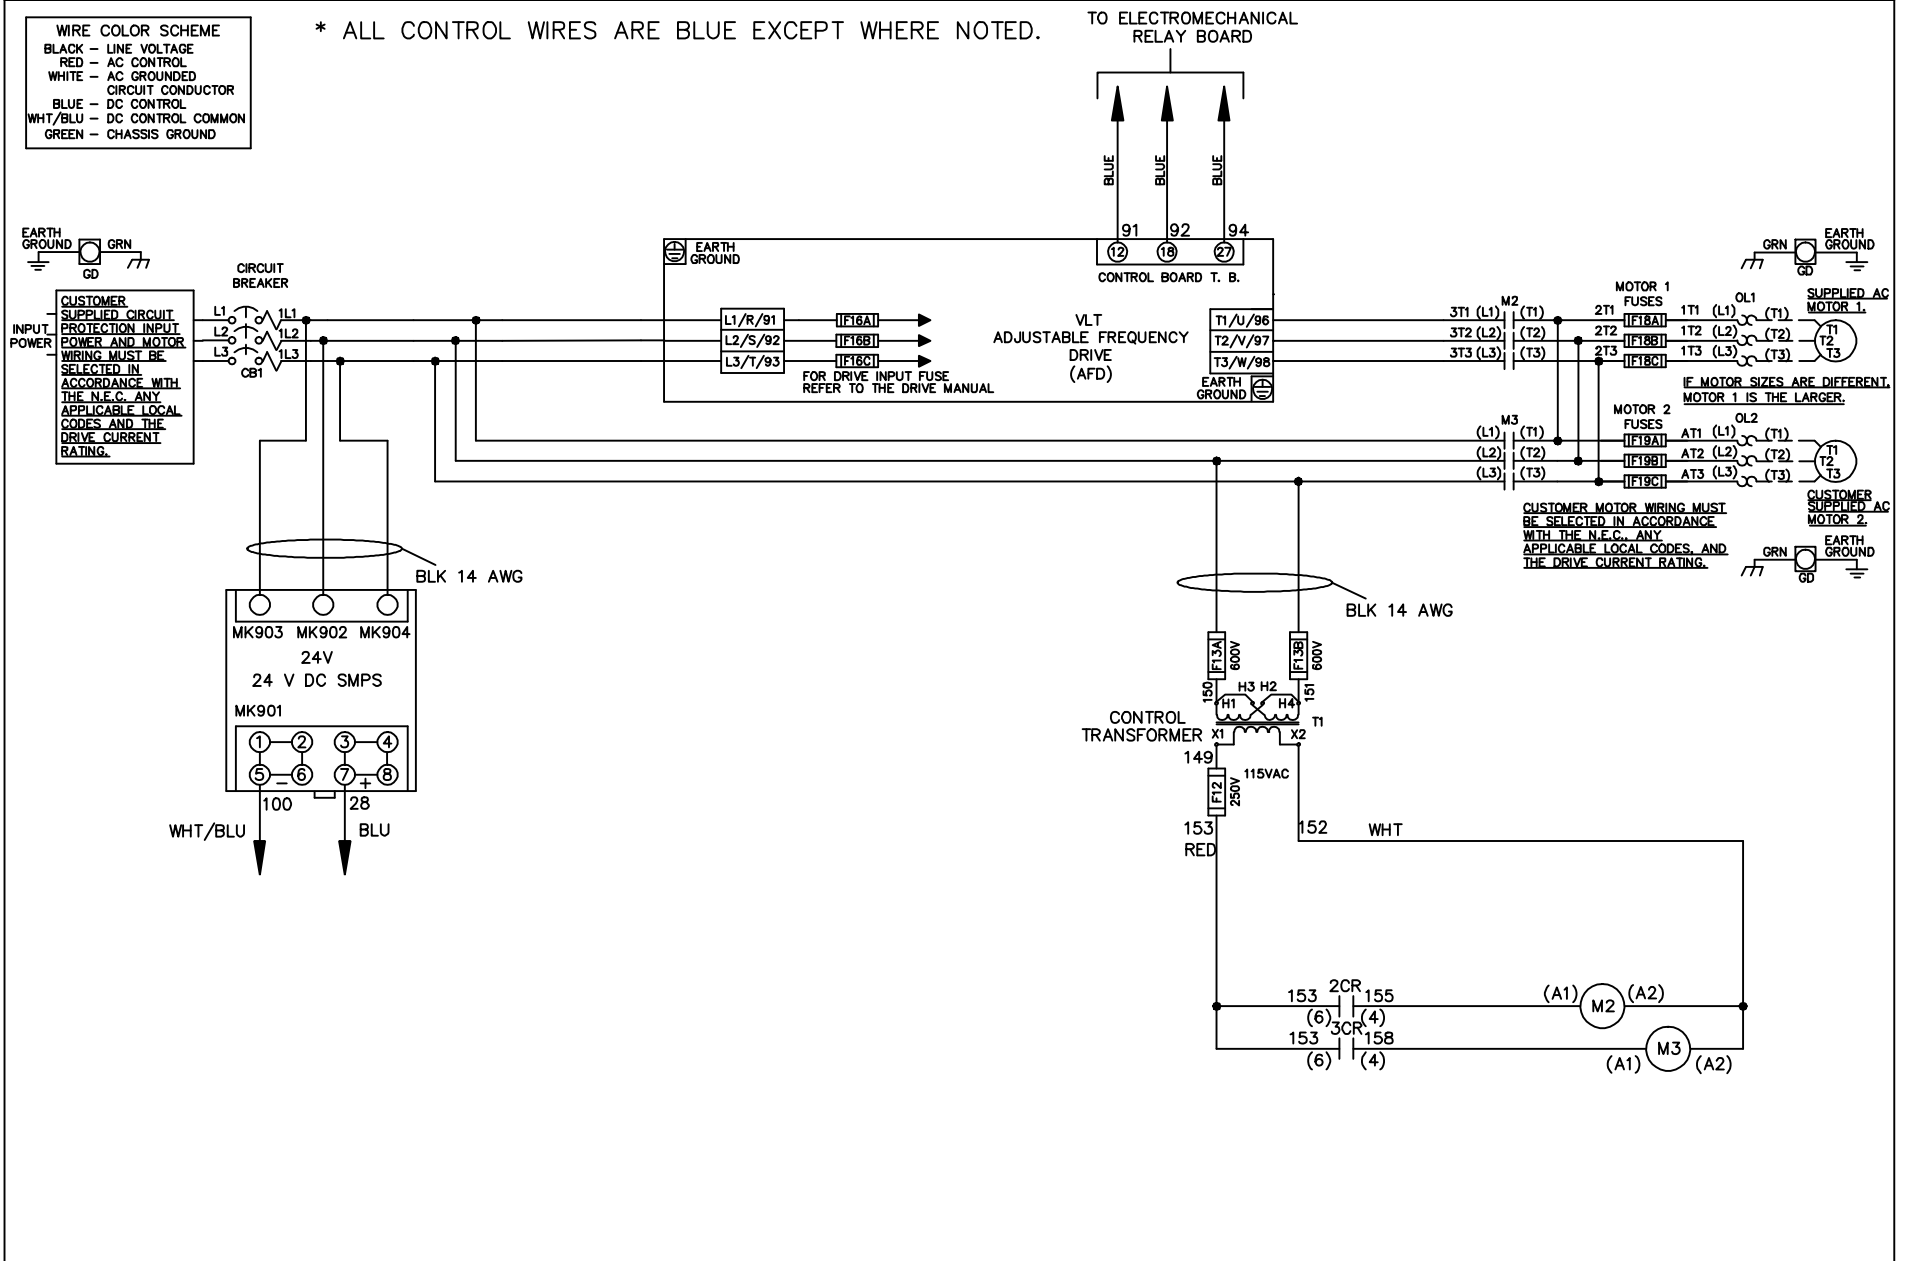 WIRE COLOR SCHEME
BLACK – LINE VOLTAGE
RED – AC CONTROL
WHITE – AC GROUNDED
CIRCUIT CONDUCTOR
BLUE – DC CONTROL
WHT/BLU – DC CONTROL COMMON
GREEN – CHASSIS GROUND
* ALL CONTROL WIRES ARE BLUE EXCEPT WHERE NOTED.
TO ELECTROMECHANICAL
RELAY BOARD
BLUE
BLUE
BLUE
91 92 94
12 18 27
CONTROL BOARD T. B.
EARTH
GROUND
GRN
GD
INPUT
POWER
CUSTOMER
SUPPLIED CIRCUIT
PROTECTION INPUT
POWER AND MOTOR
WIRING MUST BE
SELECTED IN
ACCORDANCE WITH
THE N.E.C. ANY
APPLICABLE LOCAL
CODES AND THE
DRIVE CURRENT
RATING.
CIRCUIT
BREAKER
L1 1L1
L2 1L2
L3 1L3
CB1
EARTH
GROUND
L1/R/91 F16A
L2/S/92 F16B
L3/T/93 F16C
FOR DRIVE INPUT FUSE
REFER TO THE DRIVE MANUAL
VLT
ADJUSTABLE FREQUENCY
DRIVE
(AFD)
T1/U/96
T2/V/97
T3/W/98
EARTH
GROUND
M2
3T1 (L1) (T1) 2T1
3T2 (L2) (T2) 2T2
3T3 (L3) (T3) 2T3
MOTOR 1
FUSES
F18A
F18B
F18C
OL1
1T1 (L1) (T1)
1T2 (L2) (T2)
1T3 (L3) (T3)
GRN
EARTH
GROUND
GD
SUPPLIED AC
MOTOR 1.
T1
T2
T3
IF MOTOR SIZES ARE DIFFERENT,
MOTOR 1 IS THE LARGER.
M3
(L1) (T1)
(L2) (T2)
(L3) (T3)
MOTOR 2
FUSES
F19A
F19B
F19C
OL2
AT1 (L1) (T1)
AT2 (L2) (T2)
AT3 (L3) (T3)
T1
T2
T3
CUSTOMER
SUPPLIED AC
MOTOR 2.
CUSTOMER MOTOR WIRING MUST
BE SELECTED IN ACCORDANCE
WITH THE N.E.C., ANY
APPLICABLE LOCAL CODES, AND
THE DRIVE CURRENT RATING.
GRN
EARTH
GROUND
GD
BLK 14 AWG
MK903 MK902 MK904
24V
24 V DC SMPS
MK901
1 2 3 4
5 6 7 8
– +
100 28
WHT/BLU BLU
BLK 14 AWG
F13A 600V
F13B 600V
150 151
H3 H2
H1 H4
T1
CONTROL
TRANSFORMER
X1 X2
149
115VAC
F12 250V
153
RED
152 WHT
2CR
153 155
(6) (4)
(A1) M2 (A2)
3CR
153 158
(6) (4)
(A1) M3 (A2)